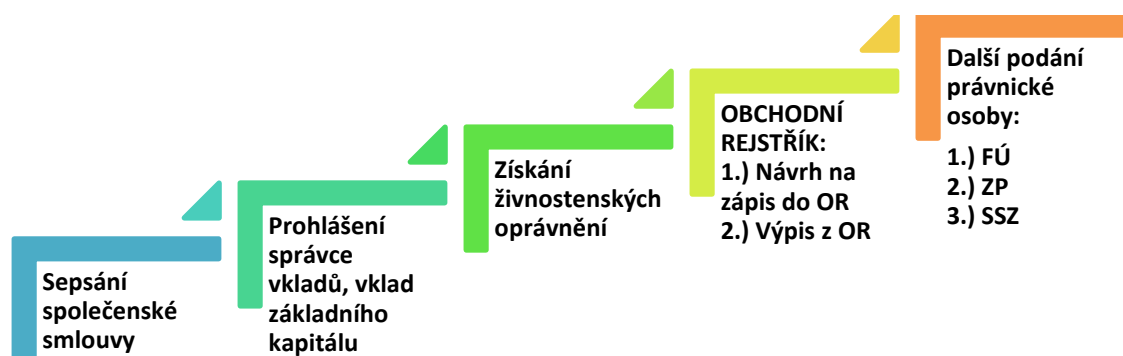 Sepsání
společenské
smlouvy
Prohlášení
správce
vkladů, vklad
základního
kapitálu
Získání
živnostenských
oprávnění
OBCHODNÍ
REJSTŘÍK:
1.) Návrh na
zápis do OR
2.) Výpis z OR
Další podání
právnické
osoby:
1.) FÚ
2.) ZP
3.) SSZ